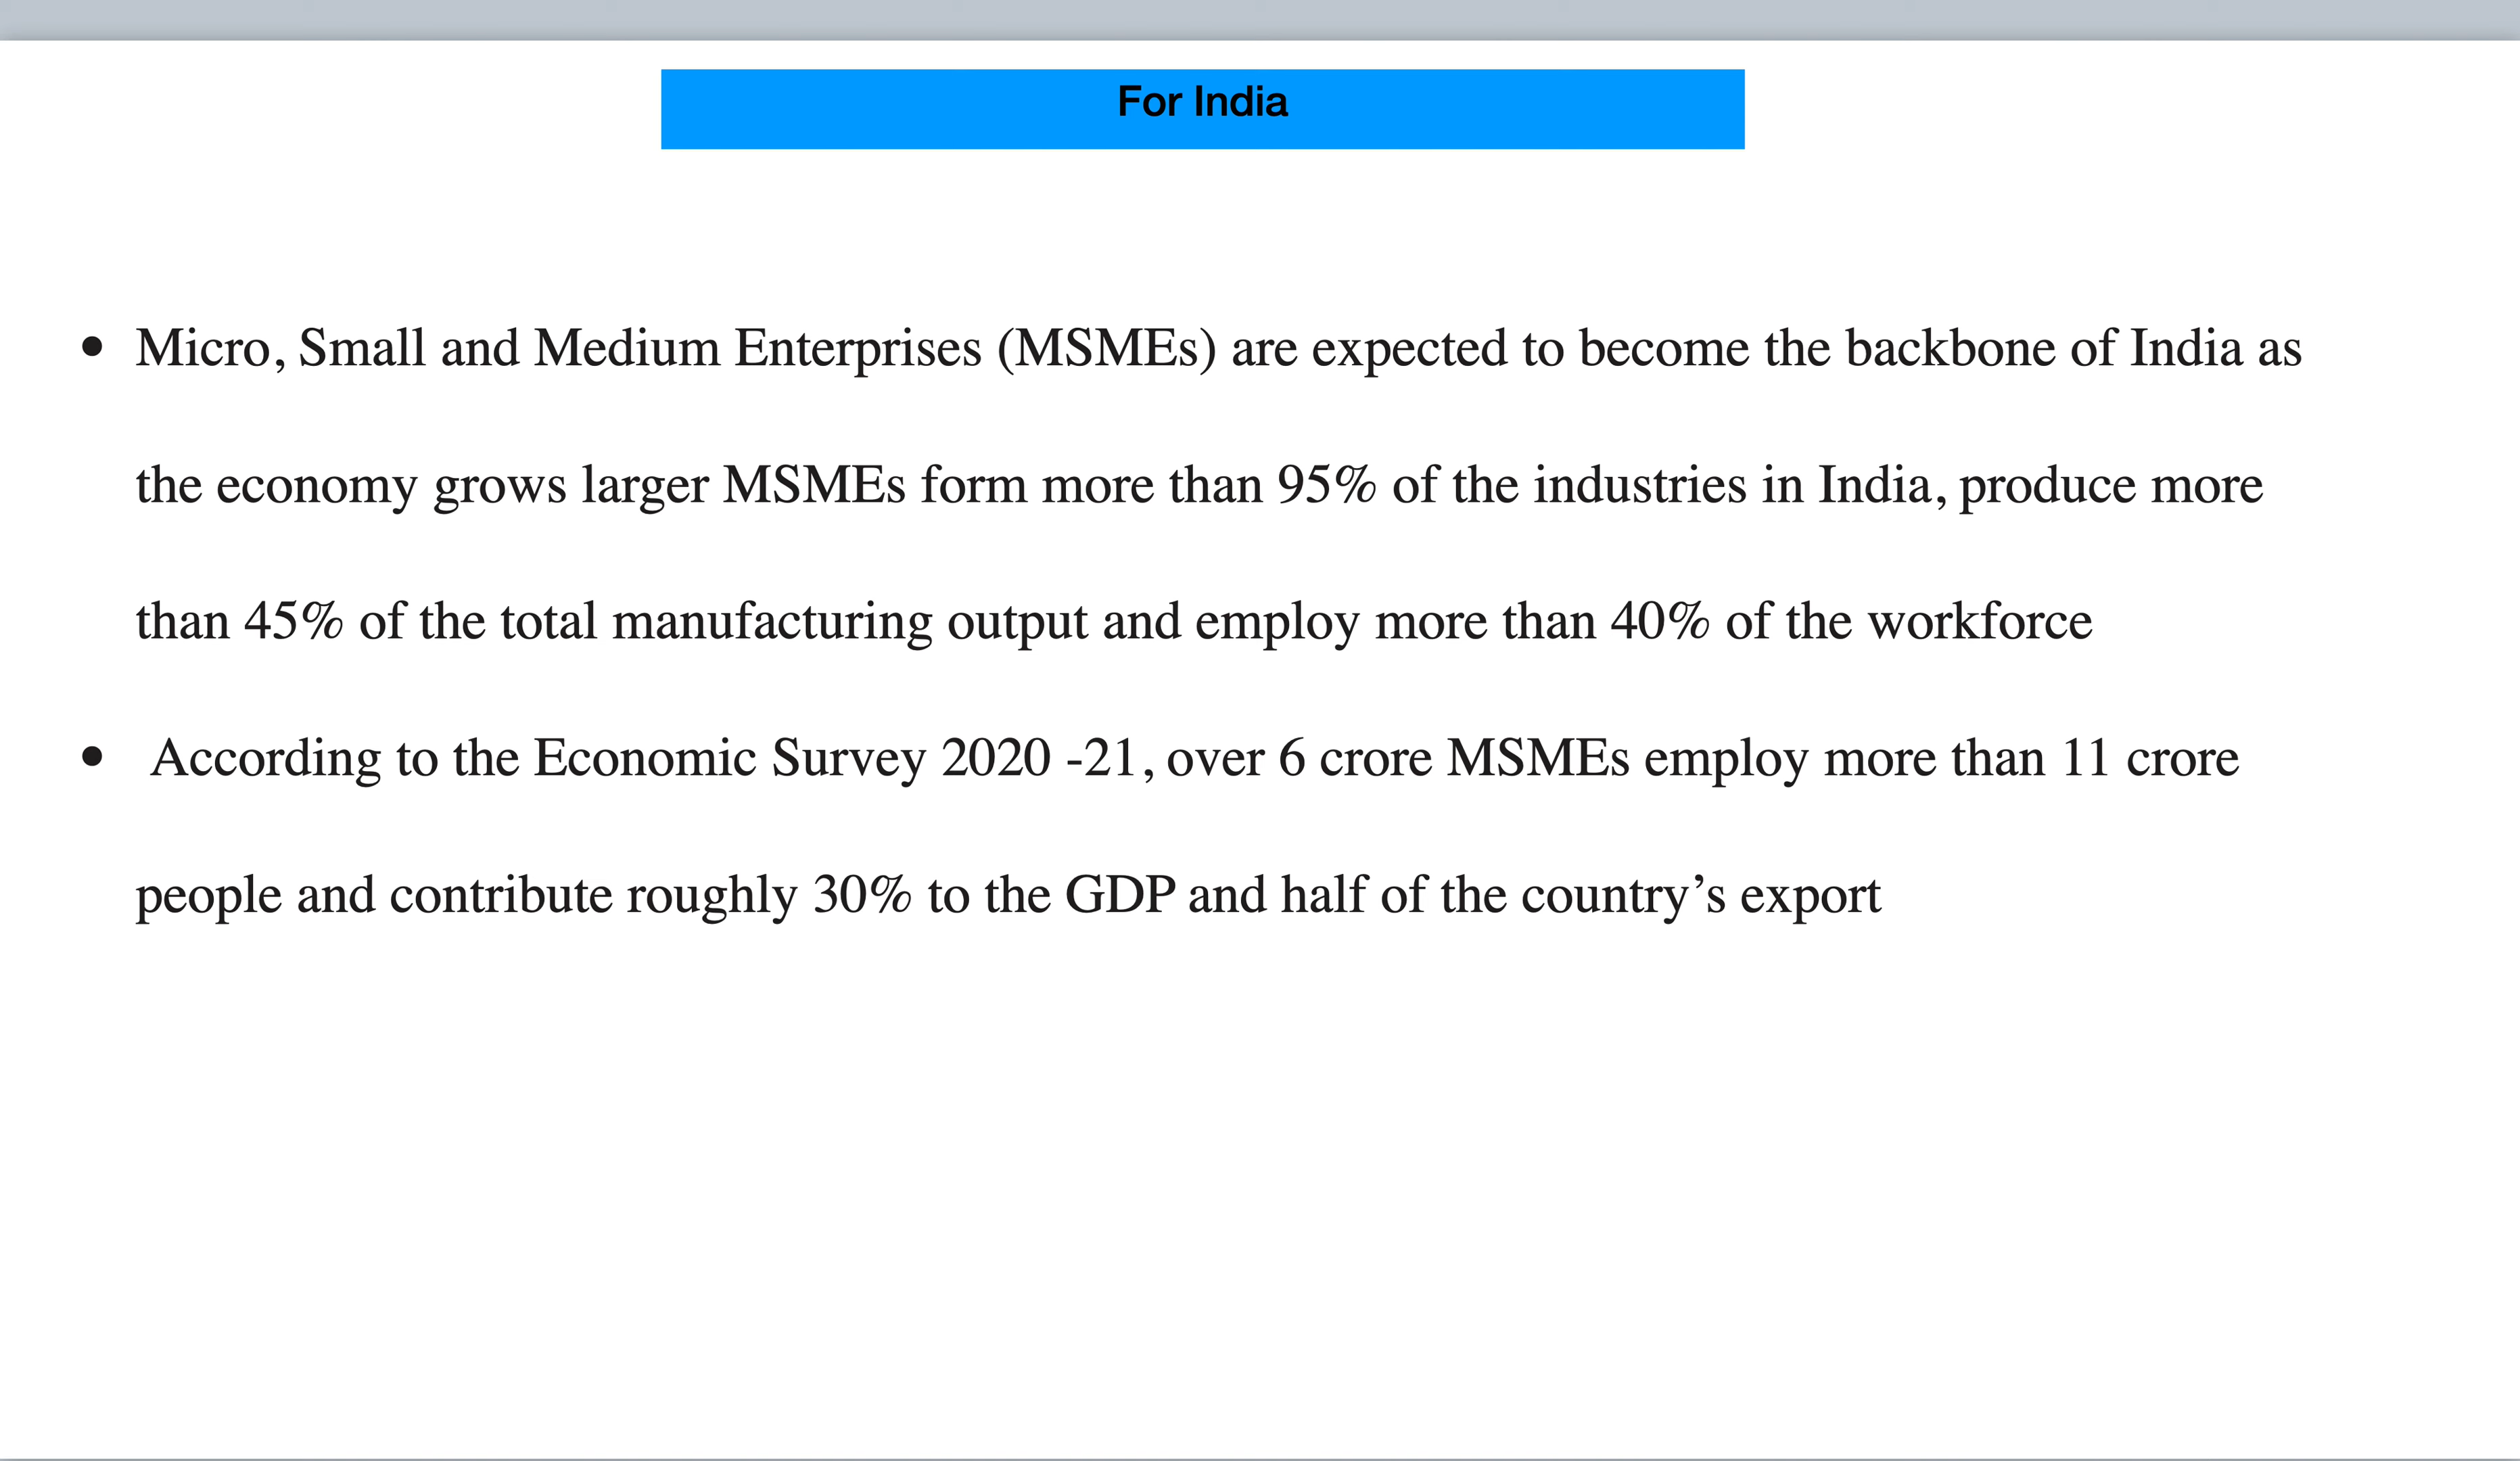 For India
• Micro, Small and Medium Enterprises (MSMEs) are expected to become the backbone of India as
the economy grows larger MSMEs form more than 95% of the industries in India, produce more
than 45% of the total manufacturing output and employ more than 40% of the workforce
• According to the Economic Survey 2020 -21, over 6 crore MSMEs employ more than 11 crore
people and contribute roughly 30% to the GDP and half of the country’s export